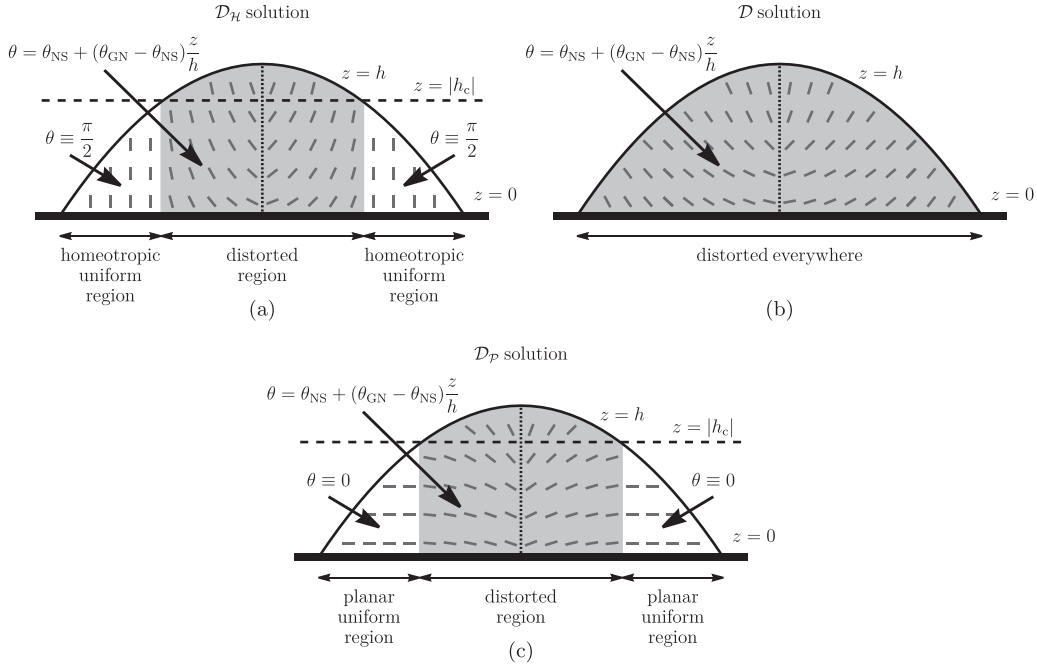 𝒟_ℋ solution
θ = θ_NS + (θ_GN − θ_NS) z/h
z = h
z = |h_c|
θ ≡ π/2
θ ≡ π/2
z = 0
homeotropic
uniform
region
distorted
region
homeotropic
uniform
region
(a)
𝒟 solution
θ = θ_NS + (θ_GN − θ_NS) z/h
z = h
z = 0
distorted everywhere
(b)
𝒟_𝒫 solution
θ = θ_NS + (θ_GN − θ_NS) z/h
z = h
z = |h_c|
θ ≡ 0
θ ≡ 0
z = 0
planar
uniform
region
distorted
region
planar
uniform
region
(c)